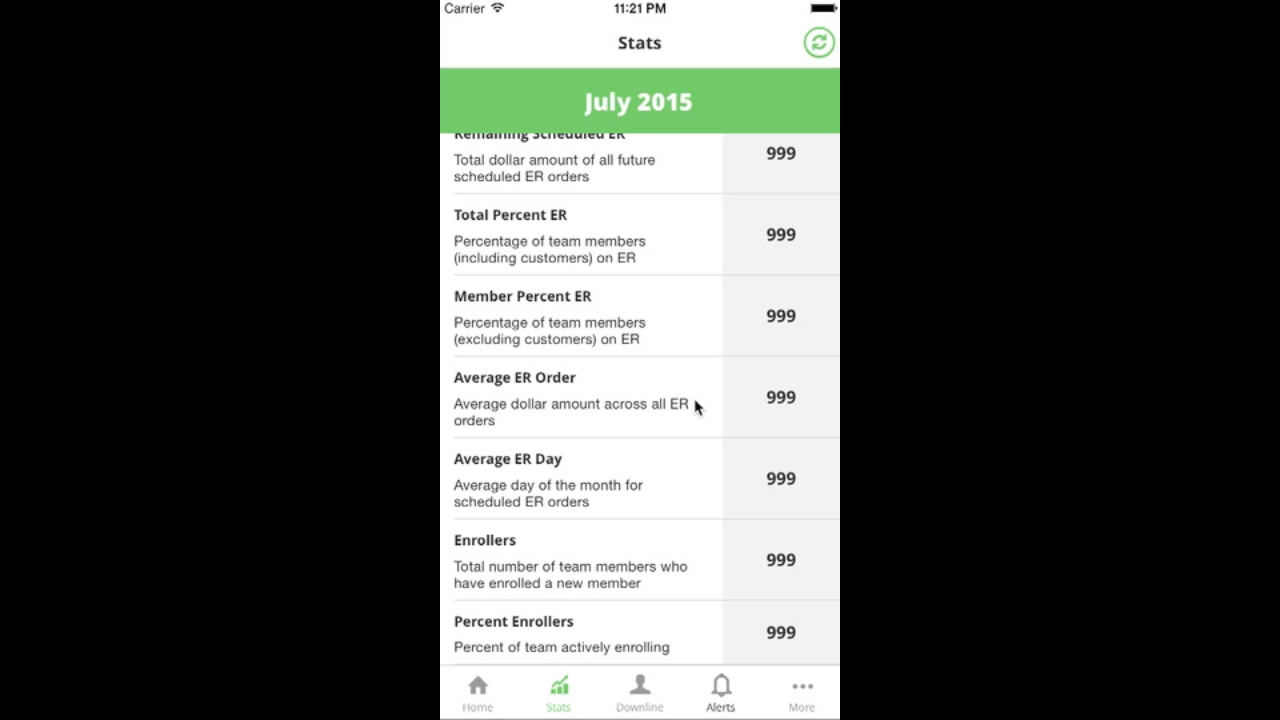 Carrier 11:21 PM
Stats
July 2015
Remaining Scheduled ER
Total dollar amount of all future
scheduled ER orders
999
Total Percent ER
Percentage of team members
(including customers) on ER
999
Member Percent ER
Percentage of team members
(excluding customers) on ER
999
Average ER Order
Average dollar amount across all ER
orders
999
Average ER Day
Average day of the month for
scheduled ER orders
999
Enrollers
Total number of team members who
have enrolled a new member
999
Percent Enrollers
Percent of team actively enrolling
999
Home Stats Downline Alerts More